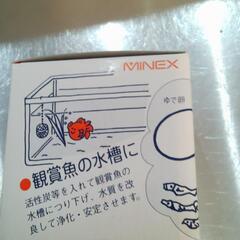 MINEX
ゆで卵
●観賞魚の水槽に
活性炭等を入れて観賞魚の
水槽につり下げ、水質を改
良して浄化・安定させます。